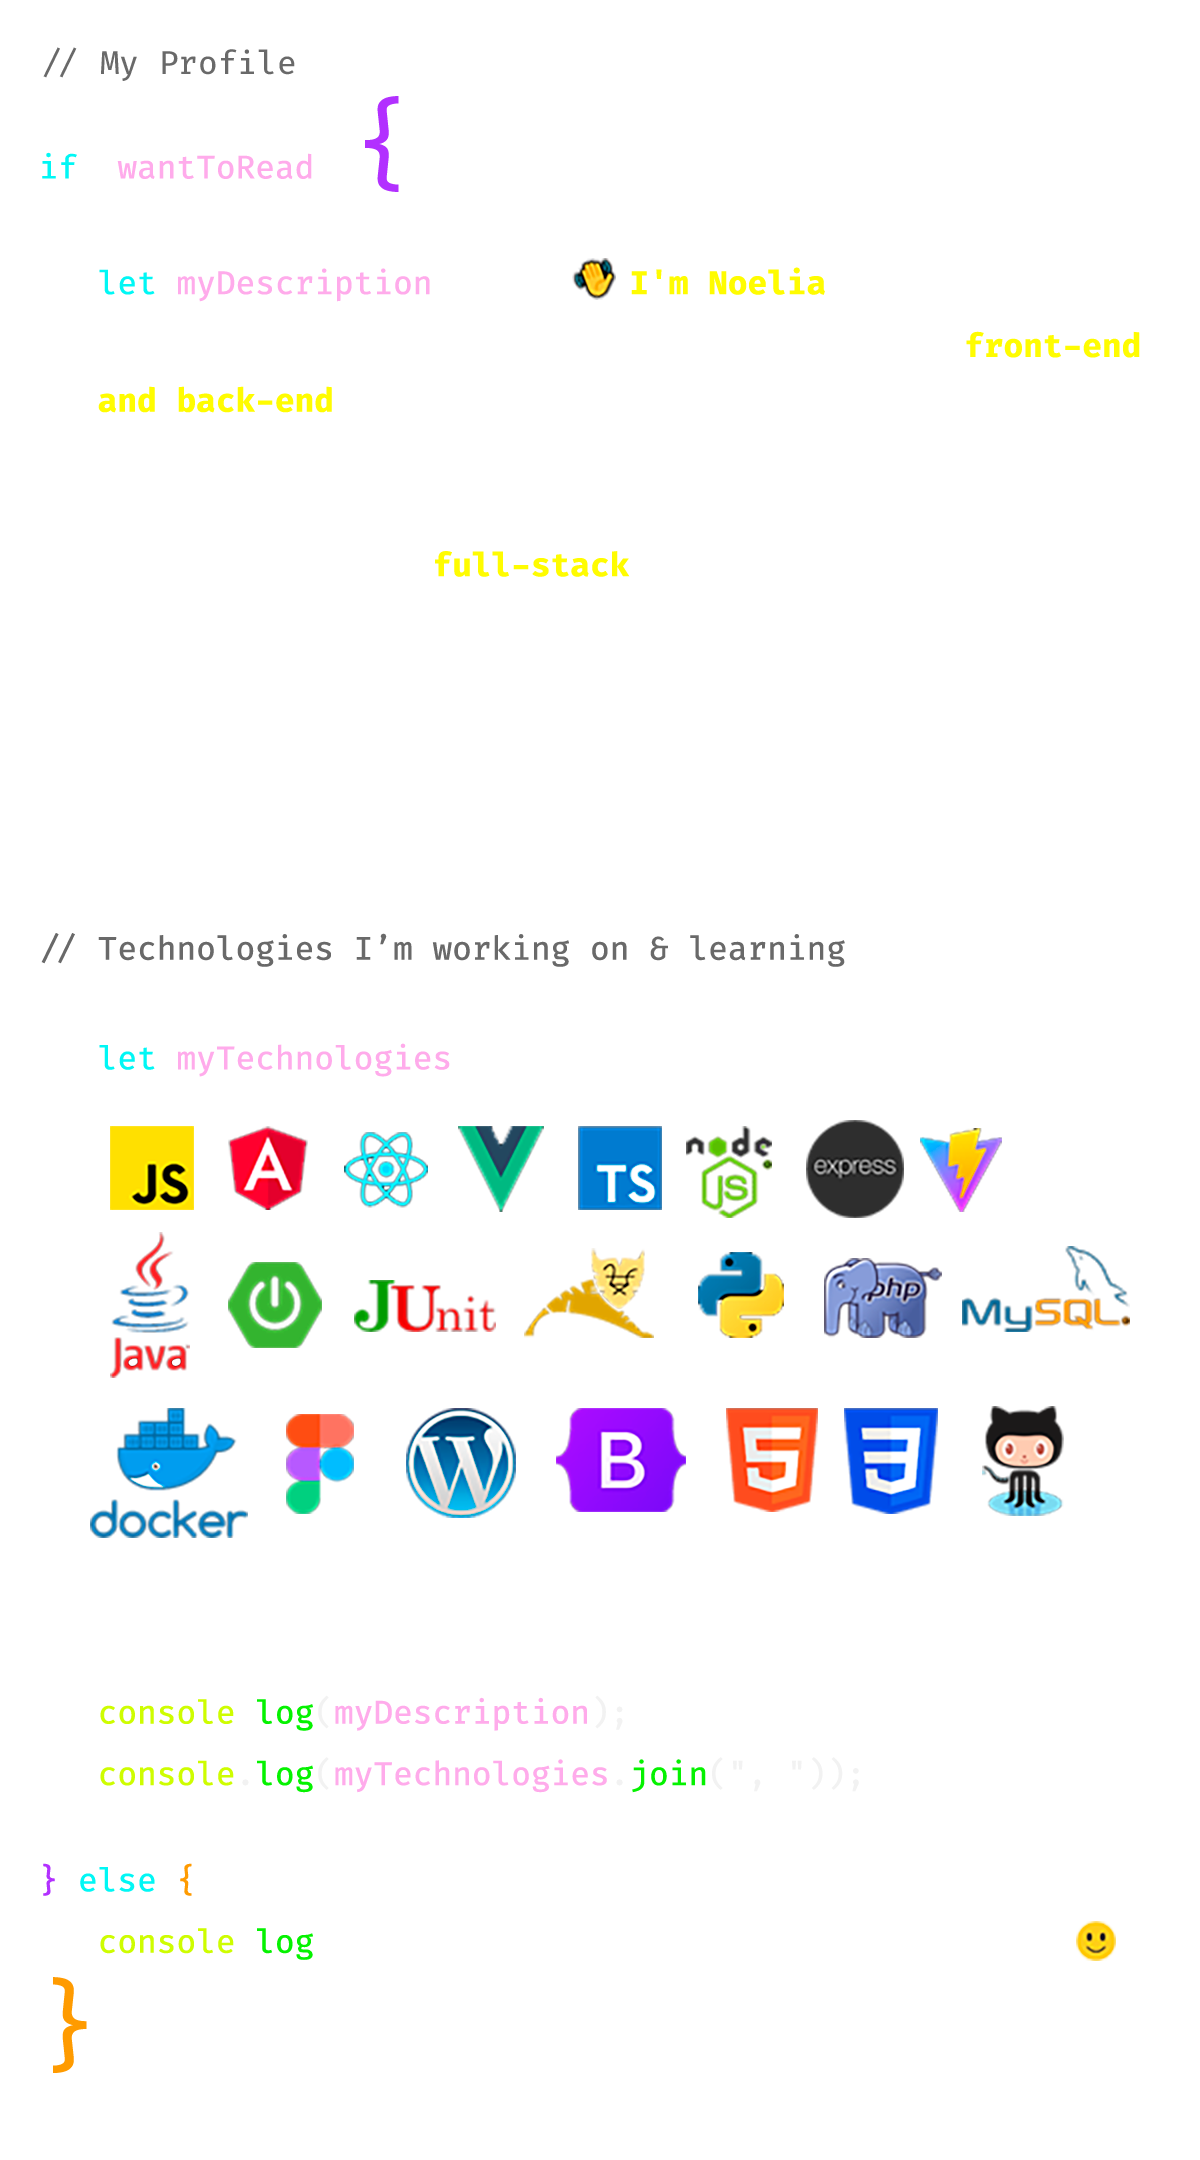 // My Profile
if wantToRead {
let myDescription 👋 I'm Noelia
front-end
and back-end
full-stack
// Technologies I’m working on & learning
let myTechnologies
JS TS node JS express
Java JUnit php MySQL
docker W B 5 3
console log(myDescription);
console.log(myTechnologies.join(", "));
} else {
console log 🙂
}